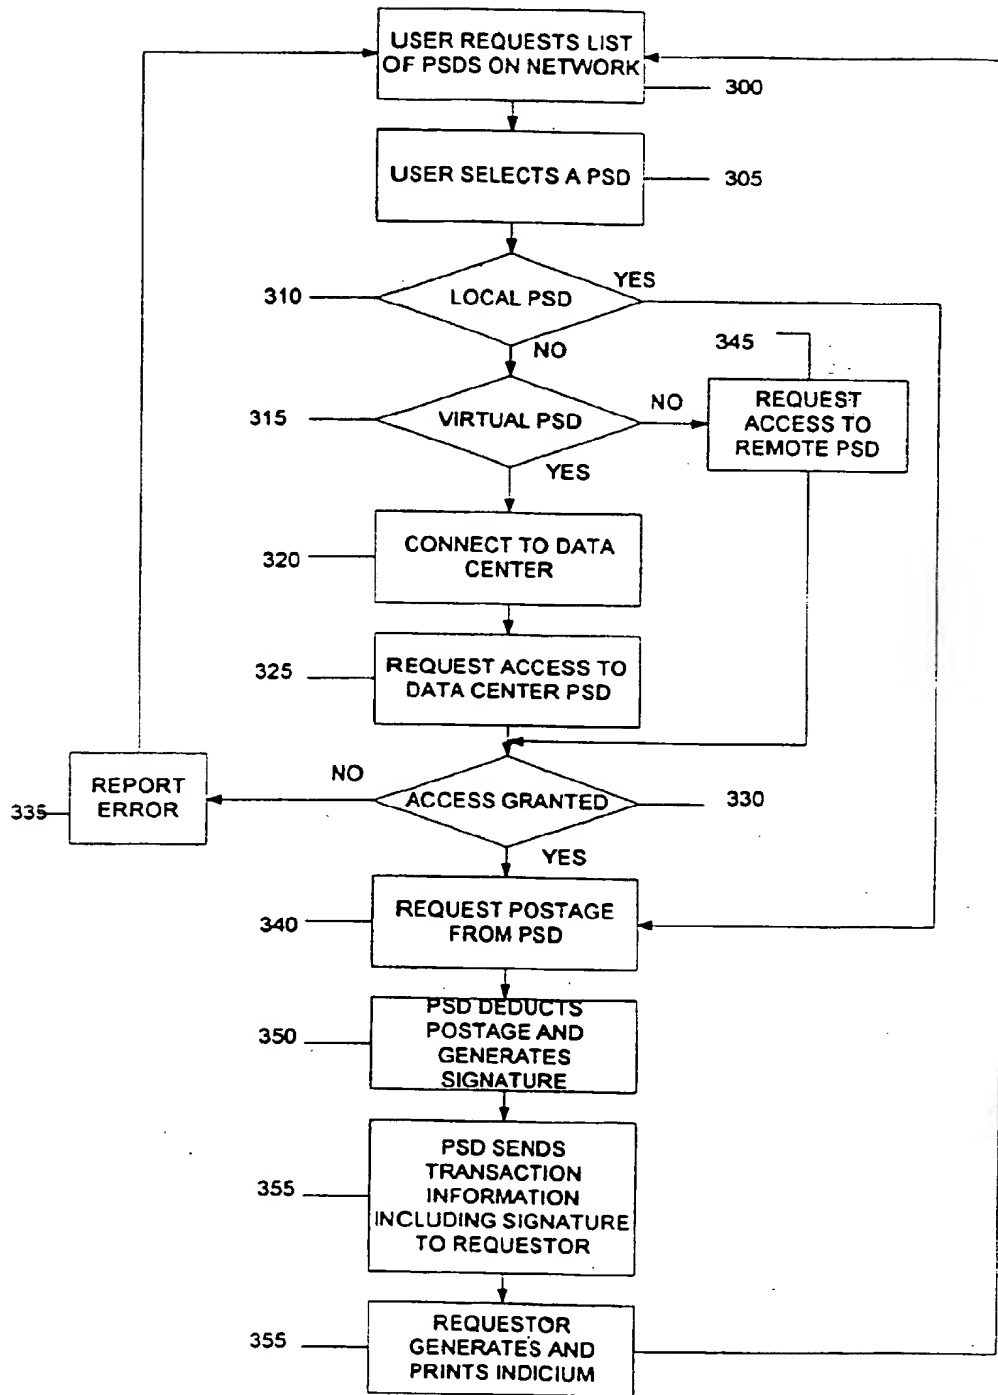 USER REQUESTS LIST
OF PSDS ON NETWORK
300
USER SELECTS A PSD
305
310
LOCAL PSD
YES
NO
345
315
VIRTUAL PSD
NO
REQUEST
ACCESS TO
REMOTE PSD
YES
320
CONNECT TO DATA
CENTER
325
REQUEST ACCESS TO
DATA CENTER PSD
REPORT
ERROR
335
NO
ACCESS GRANTED
330
YES
340
REQUEST POSTAGE
FROM PSD
350
PSD DEDUCTS
POSTAGE AND
GENERATES
SIGNATURE
355
PSD SENDS
TRANSACTION
INFORMATION
INCLUDING SIGNATURE
TO REQUESTOR
355
REQUESTOR
GENERATES AND
PRINTS INDICIUM